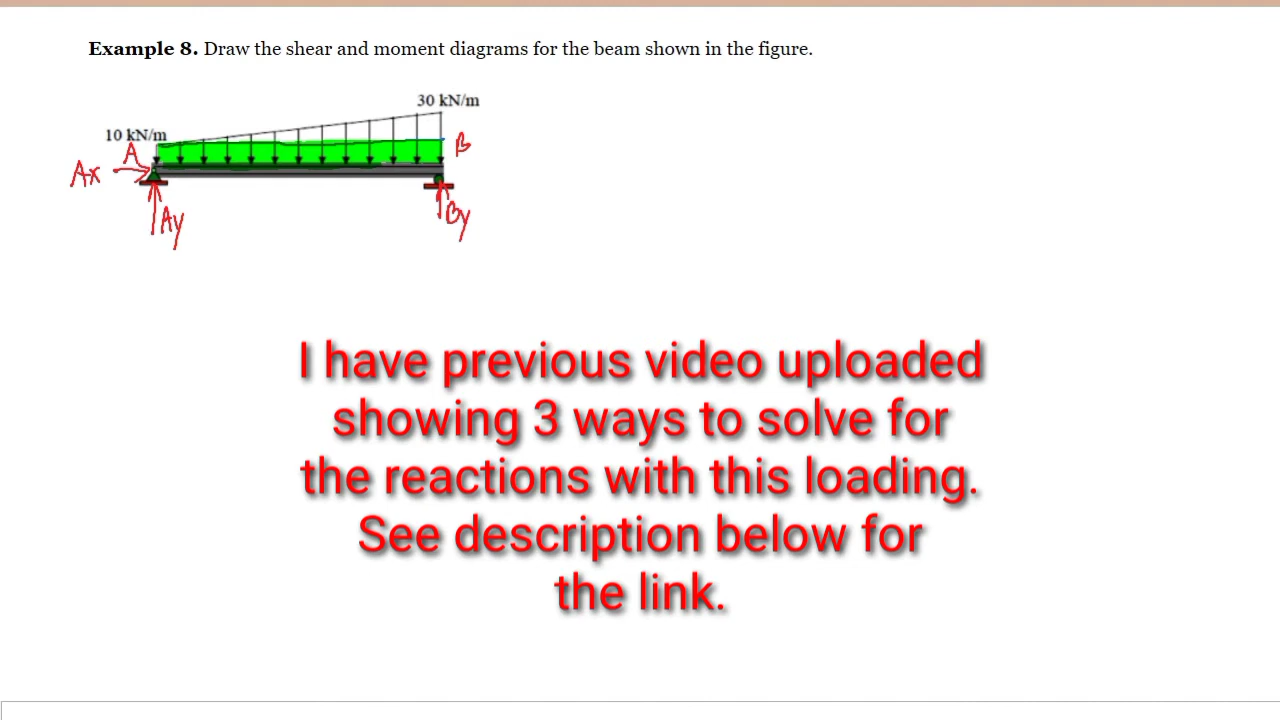 Example 8. Draw the shear and moment diagrams for the beam shown in the figure.
30 kN/m
10 kN/m
A
B
Ax
Ay
By
I have previous video uploaded
showing 3 ways to solve for
the reactions with this loading.
See description below for
the link.